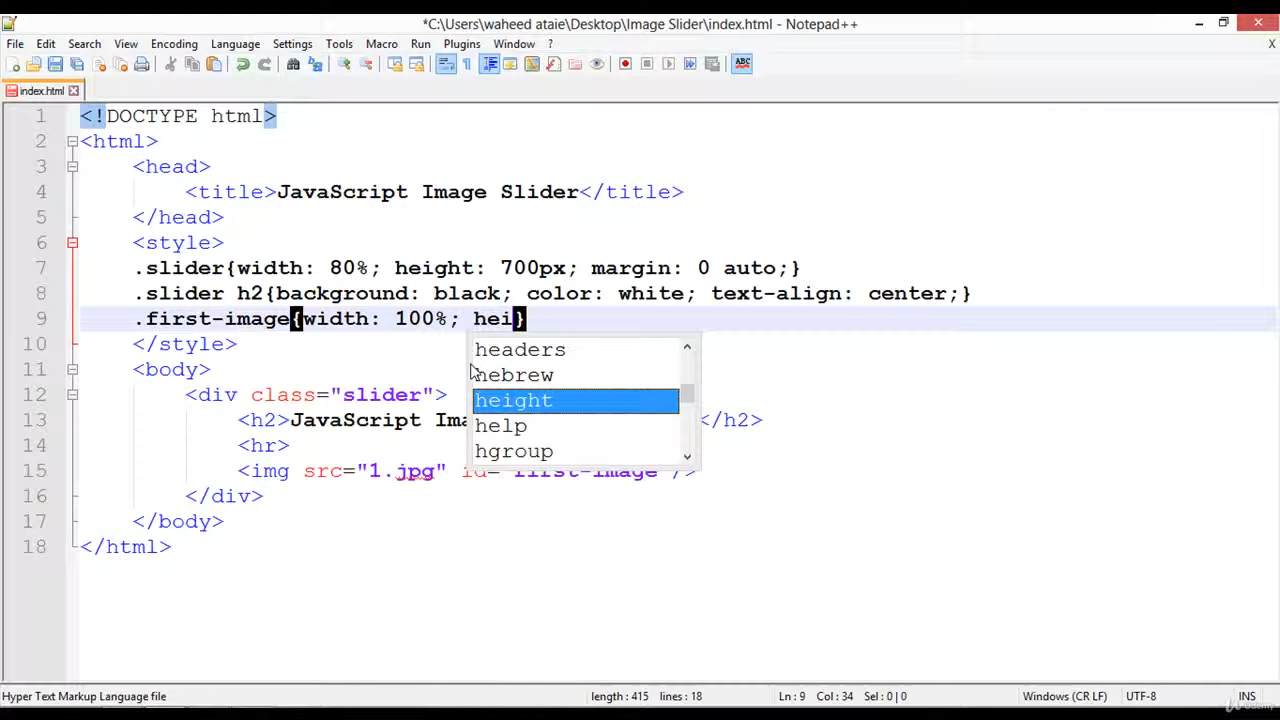 *C:\Users\waheed ataie\Desktop\Image Slider\index.html - Notepad++
File Edit Search View Encoding Language Settings Tools Macro Run Plugins Window ? X
ABC
index.html
1 <!DOCTYPE html>
2 <html>
3 <head>
4 <title>JavaScript Image Slider</title>
5 </head>
6 <style>
7 .slider{width: 80%; height: 700px; margin: 0 auto;}
8 .slider h2{background: black; color: white; text-align: center;}
9 .first-image{width: 100%; hei}
10 </style>
headers
11 <body>
hebrew
12 <div class="slider">
height
13 <h2>JavaScript Ima </h2>
help
14 <hr>
hgroup
15 <img src="1.jpg" id="first-image"/>
16 </div>
17 </body>
18 </html>
Hyper Text Markup Language file length : 415 lines : 18 Ln : 9 Col : 34 Sel : 0 | 0 Windows (CR LF) UTF-8 INS
Udemy